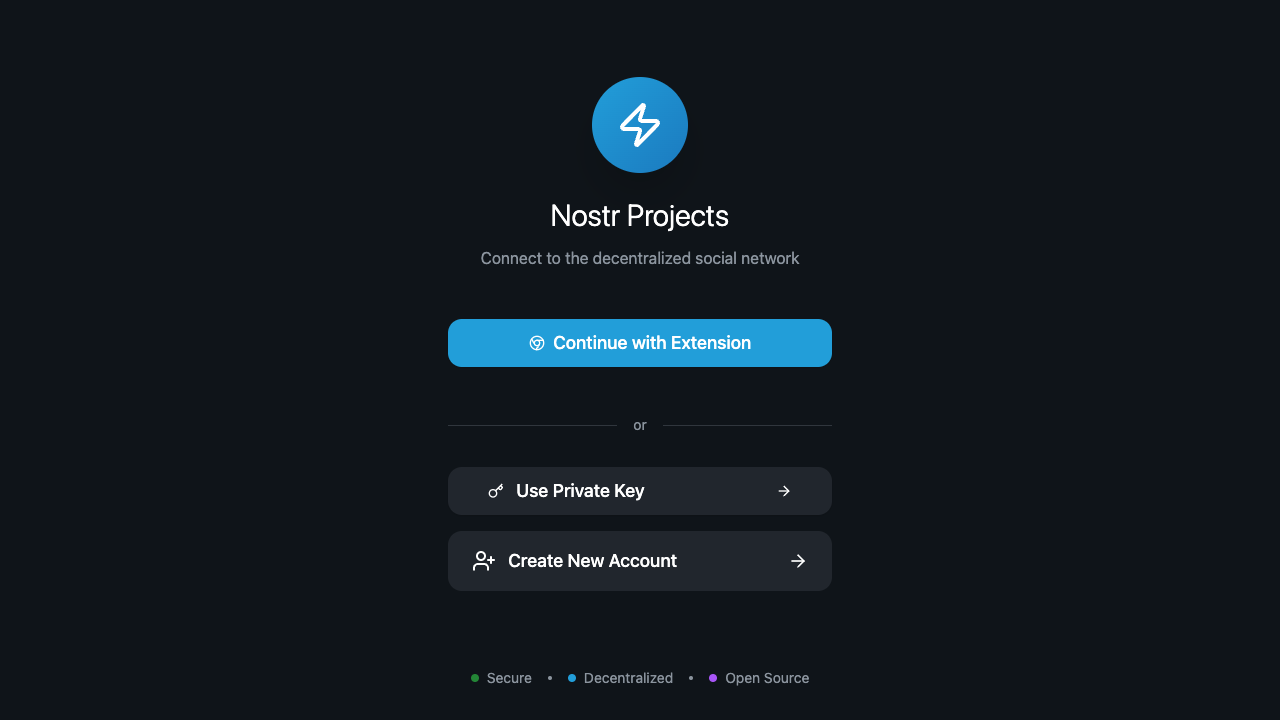 Nostr Projects
Connect to the decentralized social network
Continue with Extension
or
Use Private Key
Create New Account
Secure • Decentralized • Open Source